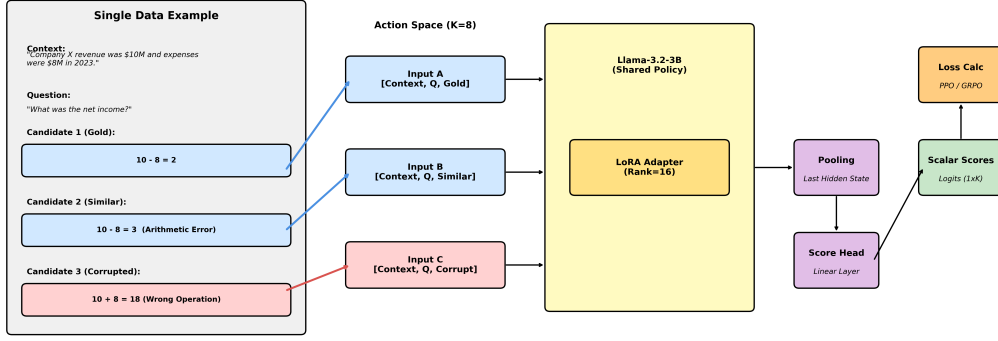 Single Data Example
Context:
"Company X revenue was $10M and expenses
were $8M in 2023."
Question:
"What was the net income?"
Candidate 1 (Gold):
10 - 8 = 2
Candidate 2 (Similar):
10 - 8 = 3  (Arithmetic Error)
Candidate 3 (Corrupted):
10 + 8 = 18 (Wrong Operation)
Action Space (K=8)
Input A
[Context, Q, Gold]
Input B
[Context, Q, Similar]
Input C
[Context, Q, Corrupt]
Llama-3.2-3B
(Shared Policy)
LoRA Adapter
(Rank=16)
Pooling
Last Hidden State
Score Head
Linear Layer
Loss Calc
PPO / GRPO
Scalar Scores
Logits (1xK)